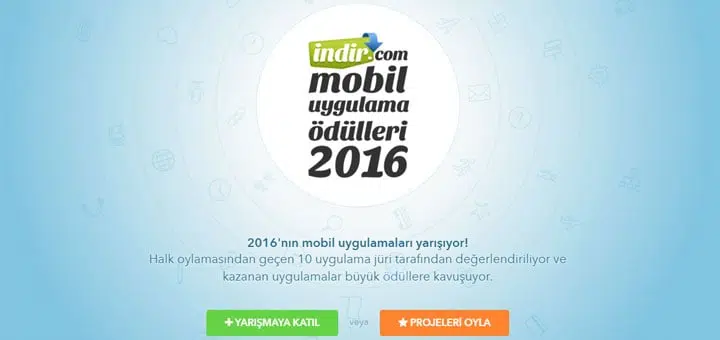 indir.com
mobil
uygulama
ödülleri
2016
2016'nın mobil uygulamaları yarışıyor!
Halk oylamasından geçen 10 uygulama jüri tarafından değerlendiriliyor ve
kazanan uygulamalar büyük ödüllere kavuşuyor.
YARIŞMAYA KATIL veya PROJELERİ OYLA